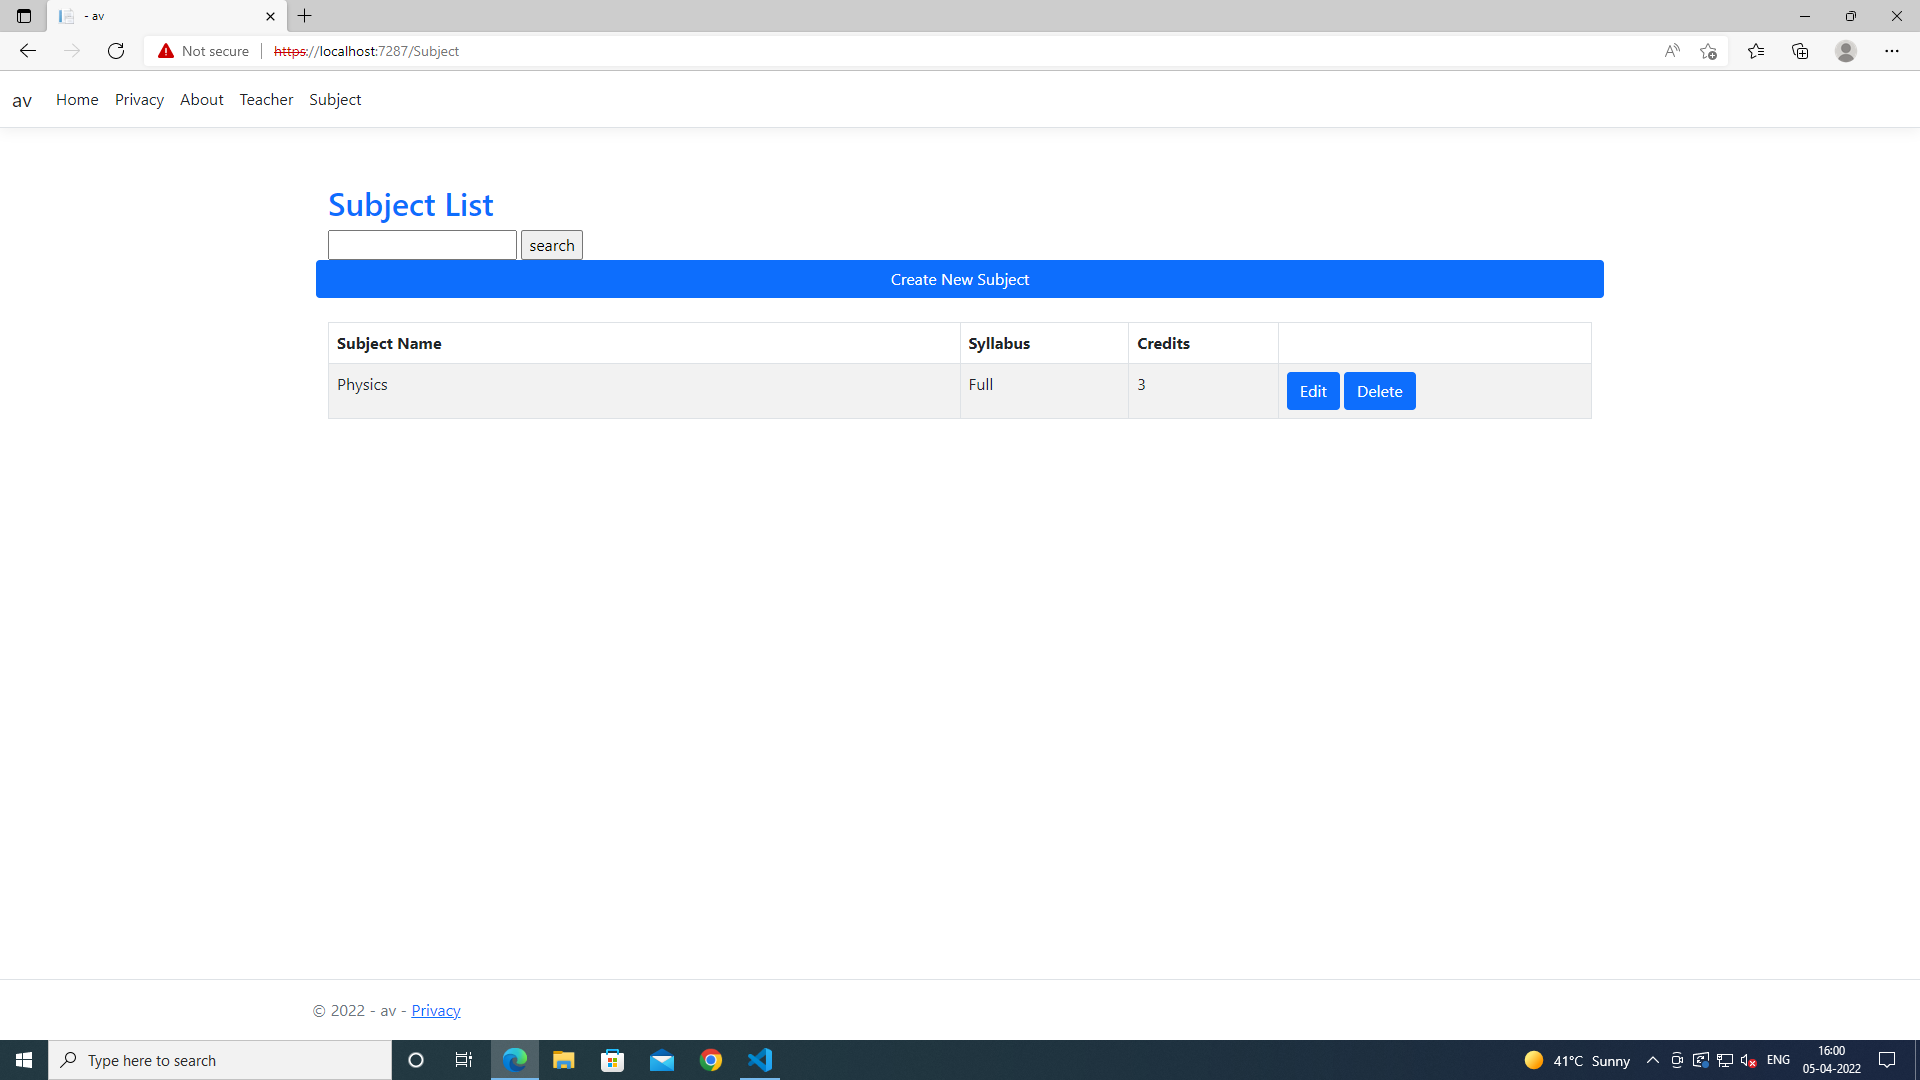 - av
Not secure https://localhost:7287/Subject
av Home Privacy About Teacher Subject
Subject List
search
Create New Subject
Subject Name Syllabus Credits
Physics Full 3 Edit Delete
© 2022 - av - Privacy
Type here to search
41°C Sunny ENG 16:00
05-04-2022